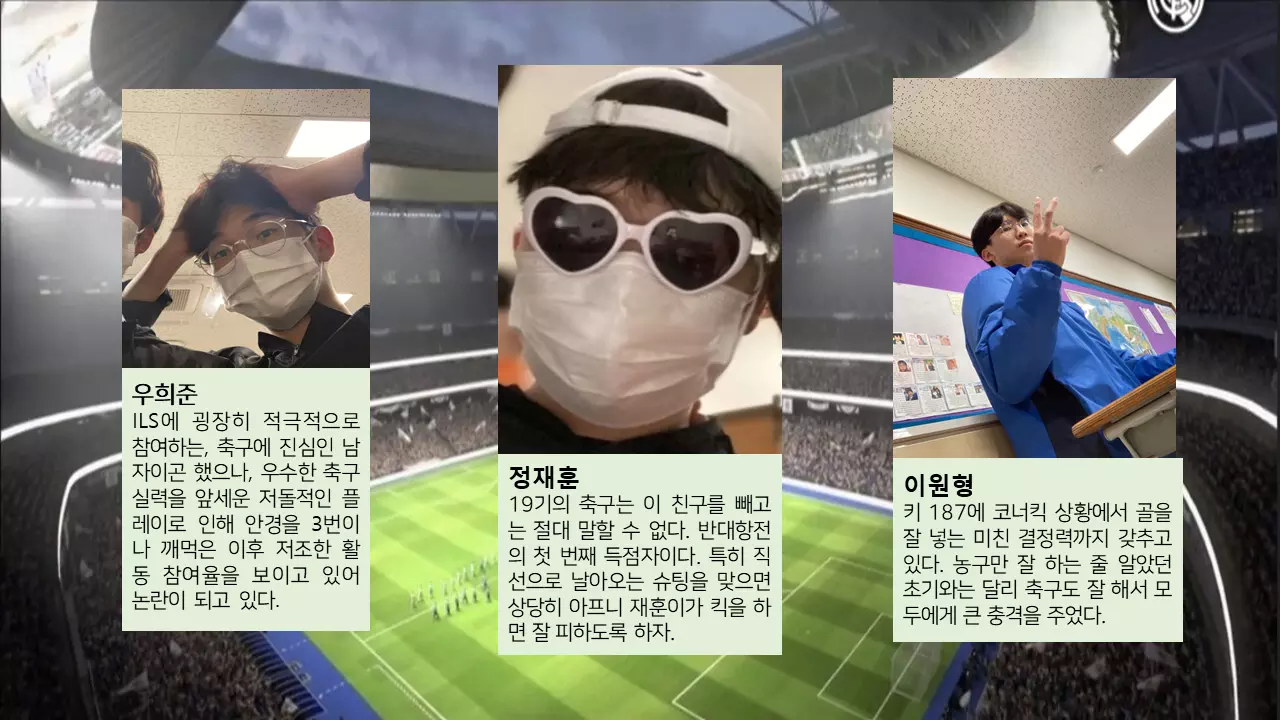 우희준
ILS에 굉장히 적극적으로
참여하는, 축구에 진심인 남
자이곤 했으나, 우수한 축구
실력을 앞세운 저돌적인 플
레이로 인해 안경을 3번이
나 깨먹은 이후 저조한 활
동 참여율을 보이고 있어
논란이 되고 있다.
정재훈
19기의 축구는 이 친구를 빼고
는 절대 말할 수 없다. 반대항전
의 첫 번째 득점자이다. 특히 직
선으로 날아오는 슈팅을 맞으면
상당히 아프니 재훈이가 킥을 하
면 잘 피하도록 하자.
이원형
키 187에 코너킥 상황에서 골을
잘 넣는 미친 결정력까지 갖추고
있다. 농구만 잘 하는 줄 알았던
초기와는 달리 축구도 잘 해서 모
두에게 큰 충격을 주었다.